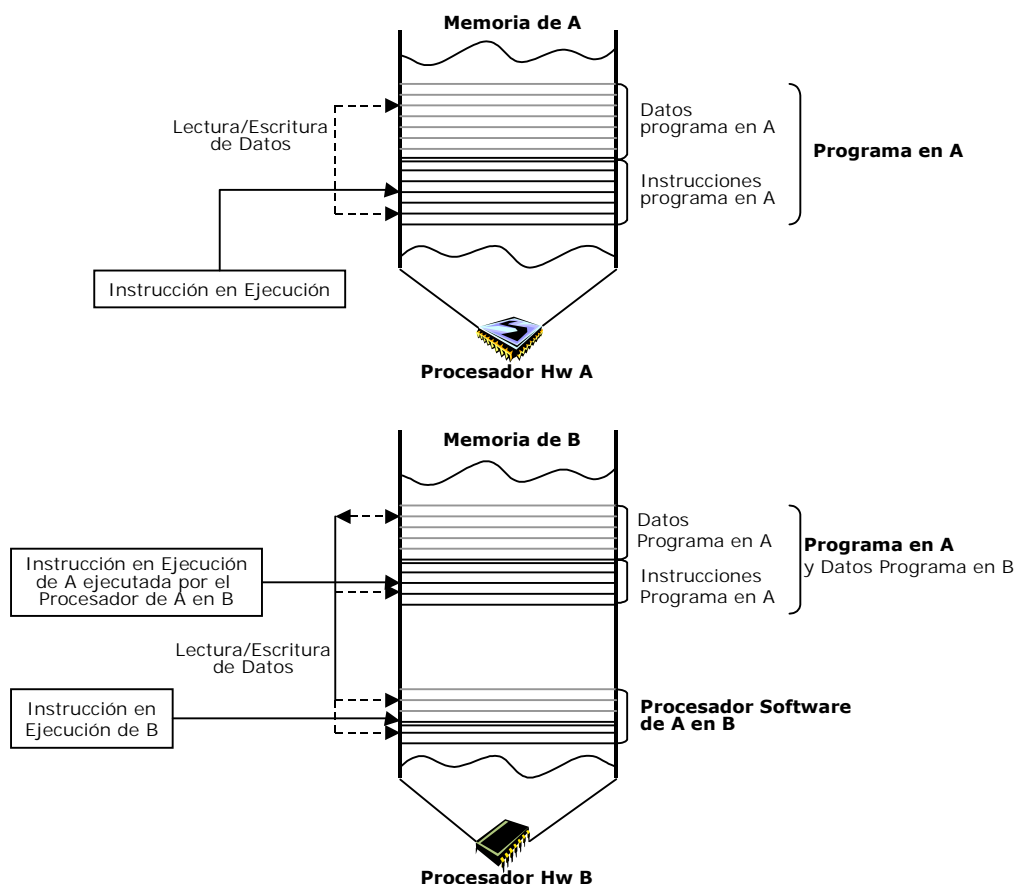 Memoria de A
Datos
programa en A
Lectura/Escritura
de Datos
Programa en A
Instrucciones
programa en A
Instrucción en Ejecución
Procesador Hw A
Memoria de B
Datos
Programa en A
Programa en A
y Datos Programa en B
Instrucción en Ejecución
de A ejecutada por el
Procesador de A en B
Instrucciones
Programa en A
Lectura/Escritura
de Datos
Instrucción en
Ejecución de B
Procesador Software
de A en B
Procesador Hw B